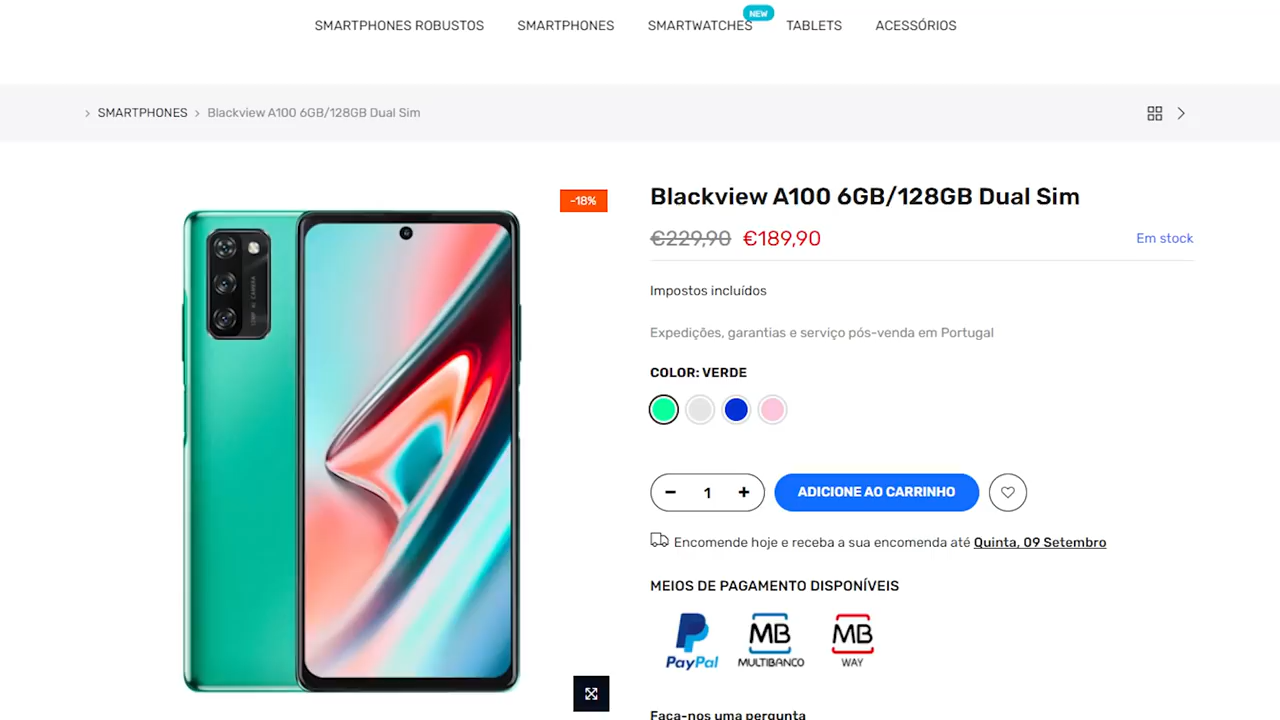 NEW
SMARTPHONES ROBUSTOS SMARTPHONES SMARTWATCHES TABLETS ACESSÓRIOS
SMARTPHONES › Blackview A100 6GB/128GB Dual Sim
-18%
Blackview A100 6GB/128GB Dual Sim
€229,90 €189,90
Em stock
Impostos incluídos
Expedições, garantias e serviço pós-venda em Portugal
COLOR: VERDE
1
ADICIONE AO CARRINHO
Encomende hoje e receba a sua encomenda até Quinta, 09 Setembro
MEIOS DE PAGAMENTO DISPONÍVEIS
PayPal
MB
MULTIBANCO
MB
WAY
Faça-nos uma pergunta